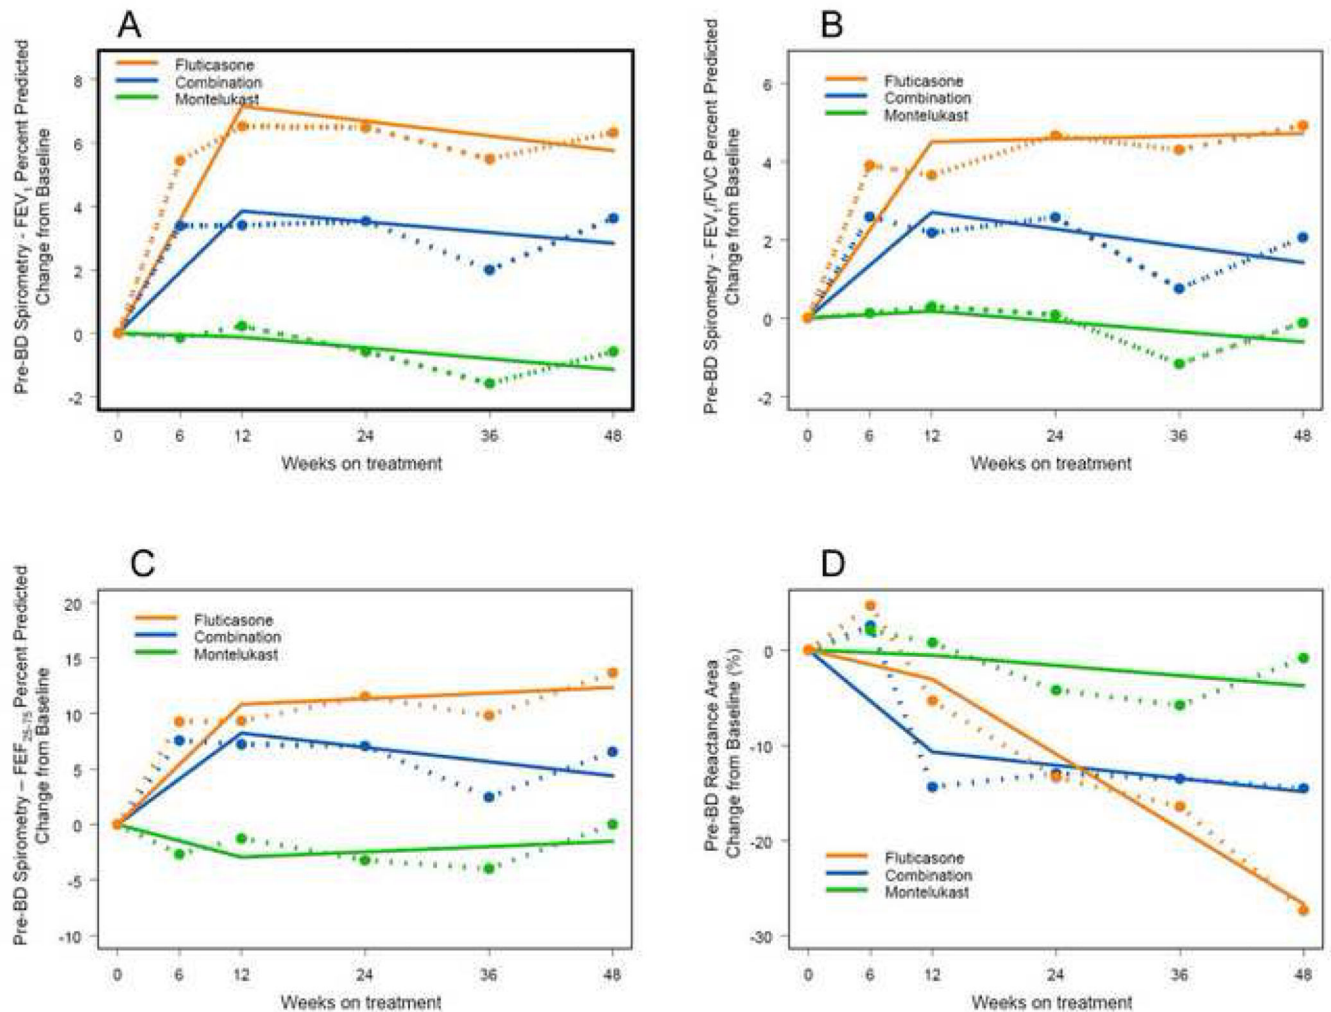 A
Pre-BD Spirometry - FEV1 Percent Predicted
Change from Baseline
8
6
4
2
0
-2
Fluticasone
Combination
Montelukast
0 6 12 24 36 48
Weeks on treatment
B
Pre-BD Spirometry - FEV1/FVC Percent Predicted
Change from Baseline
6
4
2
0
-2
Fluticasone
Combination
Montelukast
0 6 12 24 36 48
Weeks on treatment
C
Pre-BD Spirometry – FEF25-75 Percent Predicted
Change from Baseline
20
15
10
5
0
-5
-10
Fluticasone
Combination
Montelukast
0 6 12 24 36 48
Weeks on treatment
D
Pre-BD Reactance Area
Change from Baseline (%)
0
-10
-20
-30
Fluticasone
Combination
Montelukast
0 6 12 24 36 48
Weeks on treatment